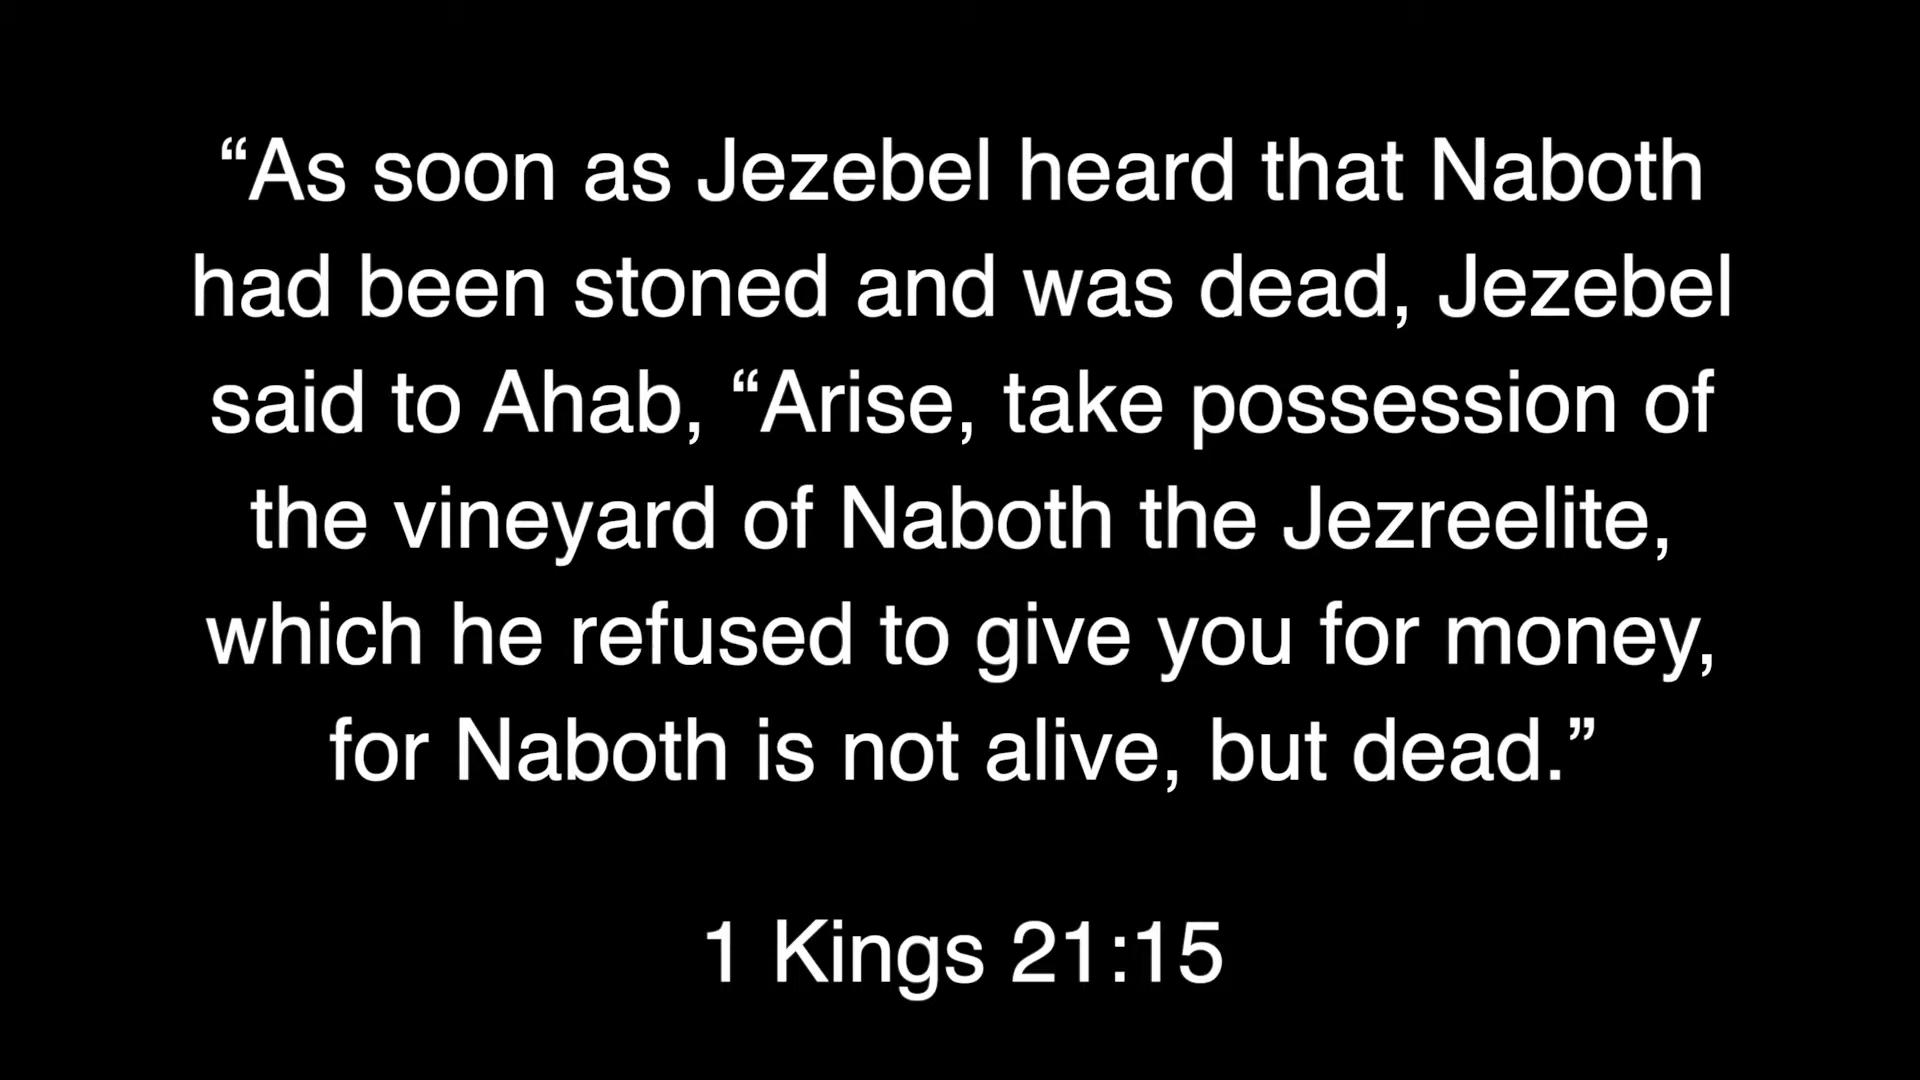 “As soon as Jezebel heard that Naboth
had been stoned and was dead, Jezebel
said to Ahab, “Arise, take possession of
the vineyard of Naboth the Jezreelite,
which he refused to give you for money,
for Naboth is not alive, but dead.”
1 Kings 21:15